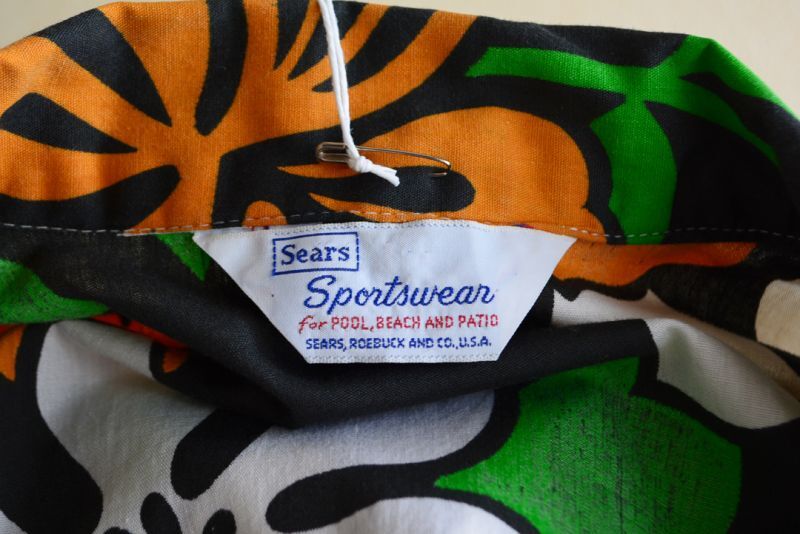 Sears
Sportswear
for POOL, BEACH AND PATIO
SEARS, ROEBUCK AND CO., U.S.A.